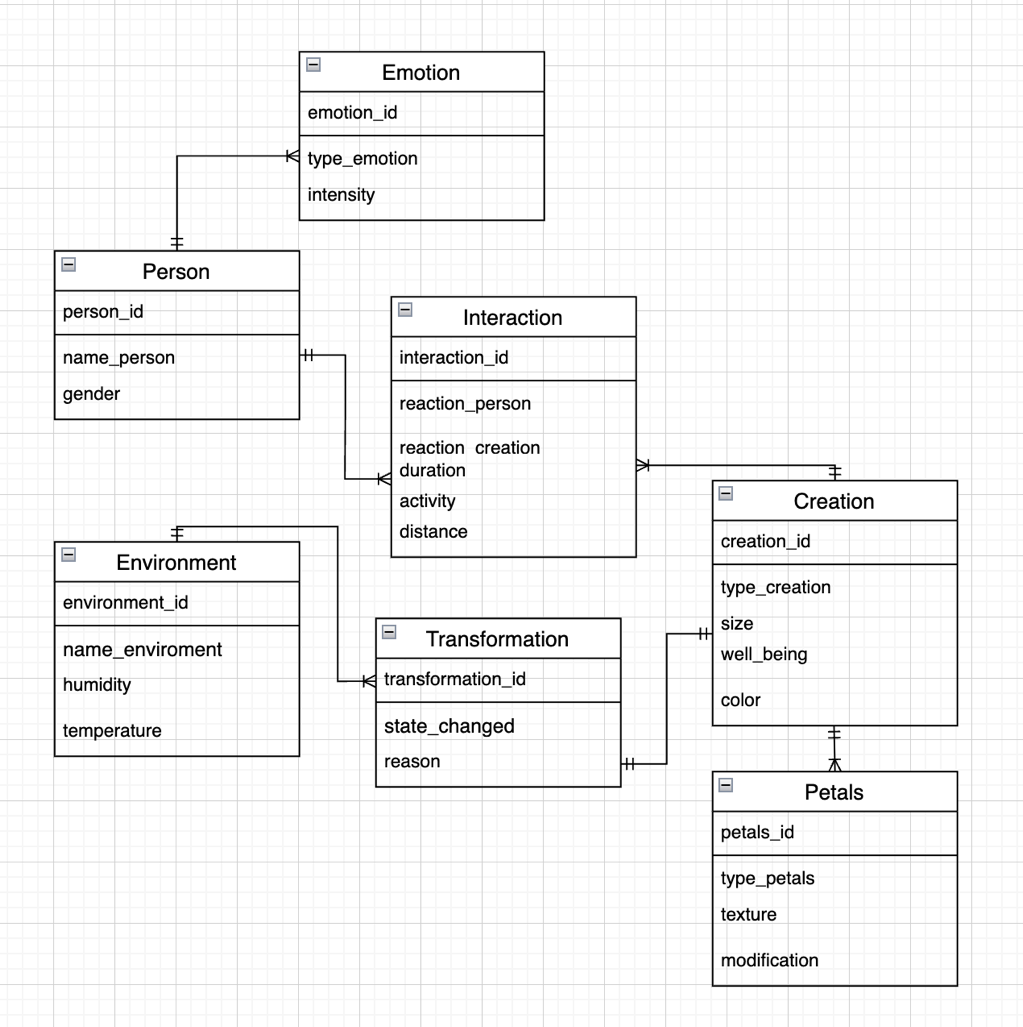 Emotion
emotion_id
type_emotion
intensity
Person
person_id
name_person
gender
Interaction
interaction_id
reaction_person
reaction creation
duration
activity
distance
Environment
environment_id
name_enviroment
humidity
temperature
Transformation
transformation_id
state_changed
reason
Creation
creation_id
type_creation
size
well_being
color
Petals
petals_id
type_petals
texture
modification